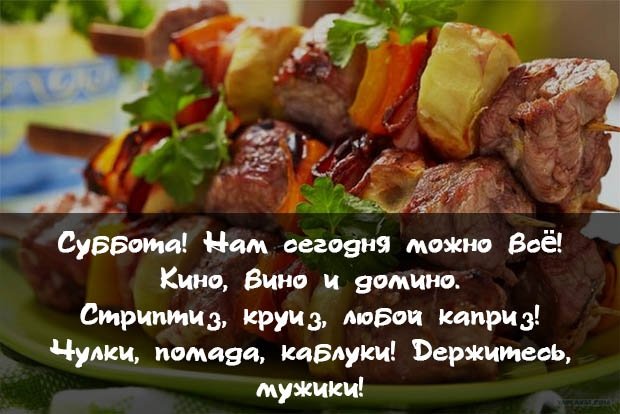 Суббота! Нам сегодня можно всё!
Кино, вино и домино.
Стриптиз, круиз, любой каприз!
Чулки, помада, каблуки! Держитесь,
мужики!